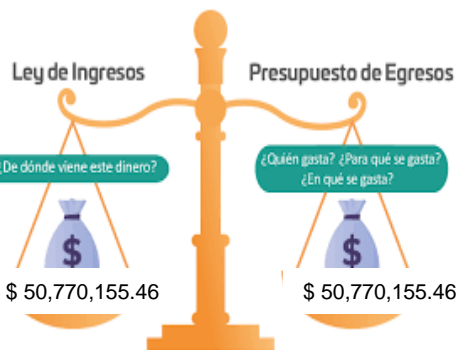 Ley de Ingresos
Presupuesto de Egresos
¿De dónde viene este dinero?
¿Quién gasta? ¿Para qué se gasta?
¿En qué se gasta?
$
$
$ 50,770,155.46
$ 50,770,155.46